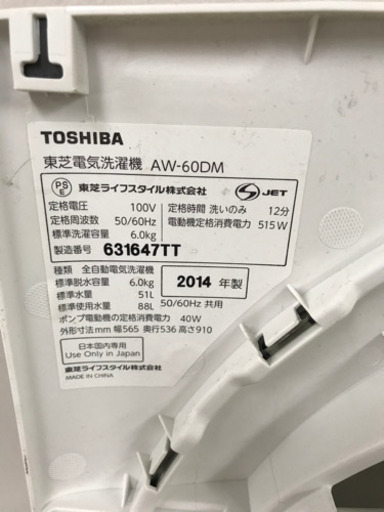 TOSHIBA
東芝電気洗濯機 AW-60DM
PS E 東芝ライフスタイル株式会社 S JET
定格電圧 100V 定格時間 洗いのみ 12分
定格周波数 50/60Hz 電動機定格消費電力 515W
標準洗濯容量 6.0kg
製造番号 631647TT
種類 全自動電気洗濯機 2014 年製
標準脱水容量 6.0kg
標準水量 51L 50/60Hz 共用
標準使用水量 88L
ポンプ電動機の定格消費電力 40W
外形寸法mm 幅565 奥行536 高さ910
日本国内専用
Use Only in Japan
東芝ライフスタイル株式会社
MADE IN CHINA